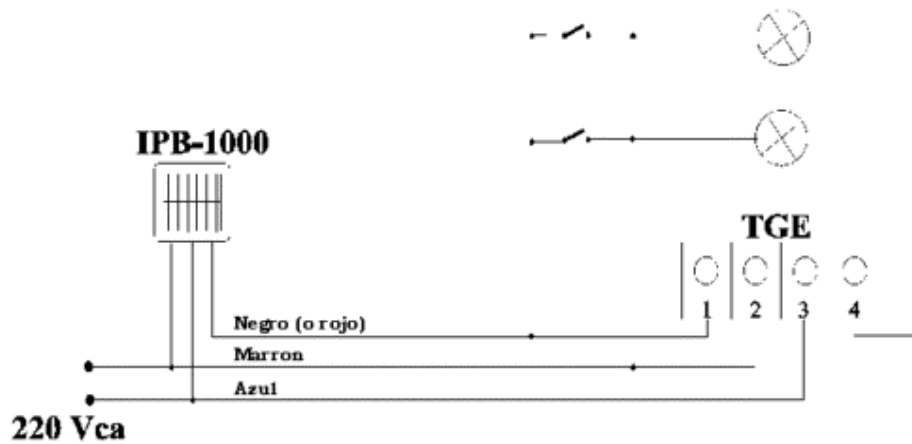 IPB-1000
TGE
1 2 3 4
Negro (o rojo)
Marron
Azul
220 Vca